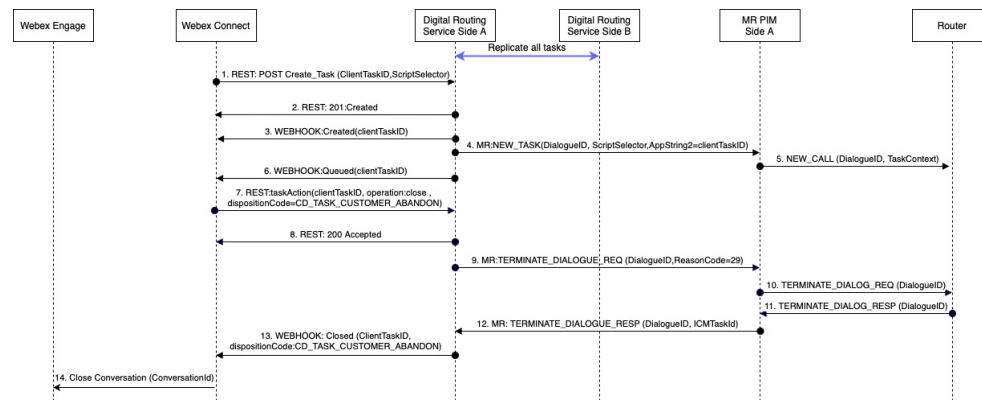 Webex Engage
Webex Connect
Digital Routing
Service Side A
Digital Routing
Service Side B
MR PIM
Side A
Router
Replicate all tasks
1. REST: POST Create_Task (ClientTaskID,ScriptSelector)
2. REST: 201:Created
3. WEBHOOK:Created(clientTaskID)
4. MR:NEW_TASK(DialogueID, ScriptSelector,AppString2=clientTaskID)
5. NEW_CALL (DialogueID, TaskContext)
6. WEBHOOK:Queued(clientTaskID)
7. REST:taskAction(clientTaskID, operation:close ,
dispositionCode=CD_TASK_CUSTOMER_ABANDON)
8. REST: 200 Accepted
9. MR:TERMINATE_DIALOGUE_REQ (DialogueID,ReasonCode=29)
10. TERMINATE_DIALOG_REQ (DialogueID)
11. TERMINATE_DIALOG_RESP (DialogueID)
12. MR: TERMINATE_DIALOGUE_RESP (DialogueID, ICMTaskId)
13. WEBHOOK: Closed (ClientTaskID,
dispositionCode:CD_TASK_CUSTOMER_ABANDON)
14. Close Conversation (ConversationId)